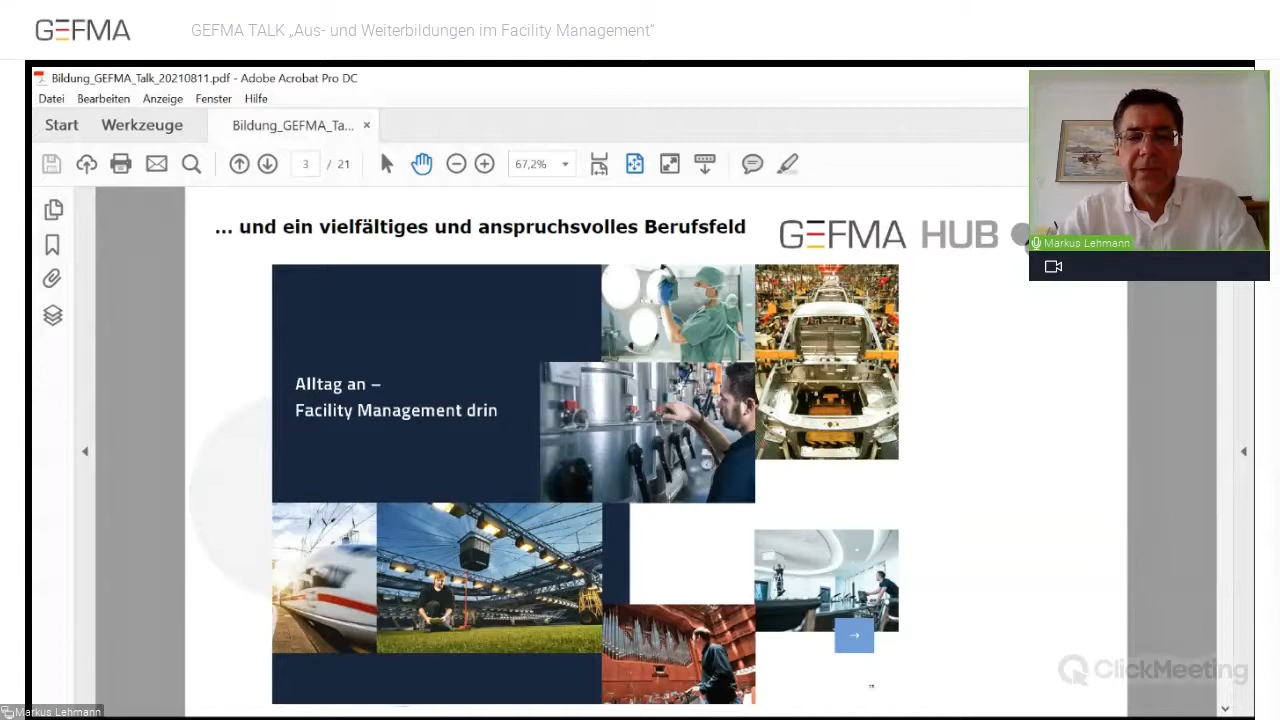 GEFMA
GEFMA TALK „Aus- und Weiterbildungen im Facility Management“
Bildung_GEFMA_Talk_20210811.pdf - Adobe Acrobat Pro DC
Datei Bearbeiten Anzeige Fenster Hilfe
Start Werkzeuge Bildung_GEFMA_Ta... ×
3 / 21 67,2%
... und ein vielfältiges und anspruchsvolles Berufsfeld
GEFMA HUB
Markus Lehmann
Alltag an –
Facility Management drin
ClickMeeting
Markus Lehmann